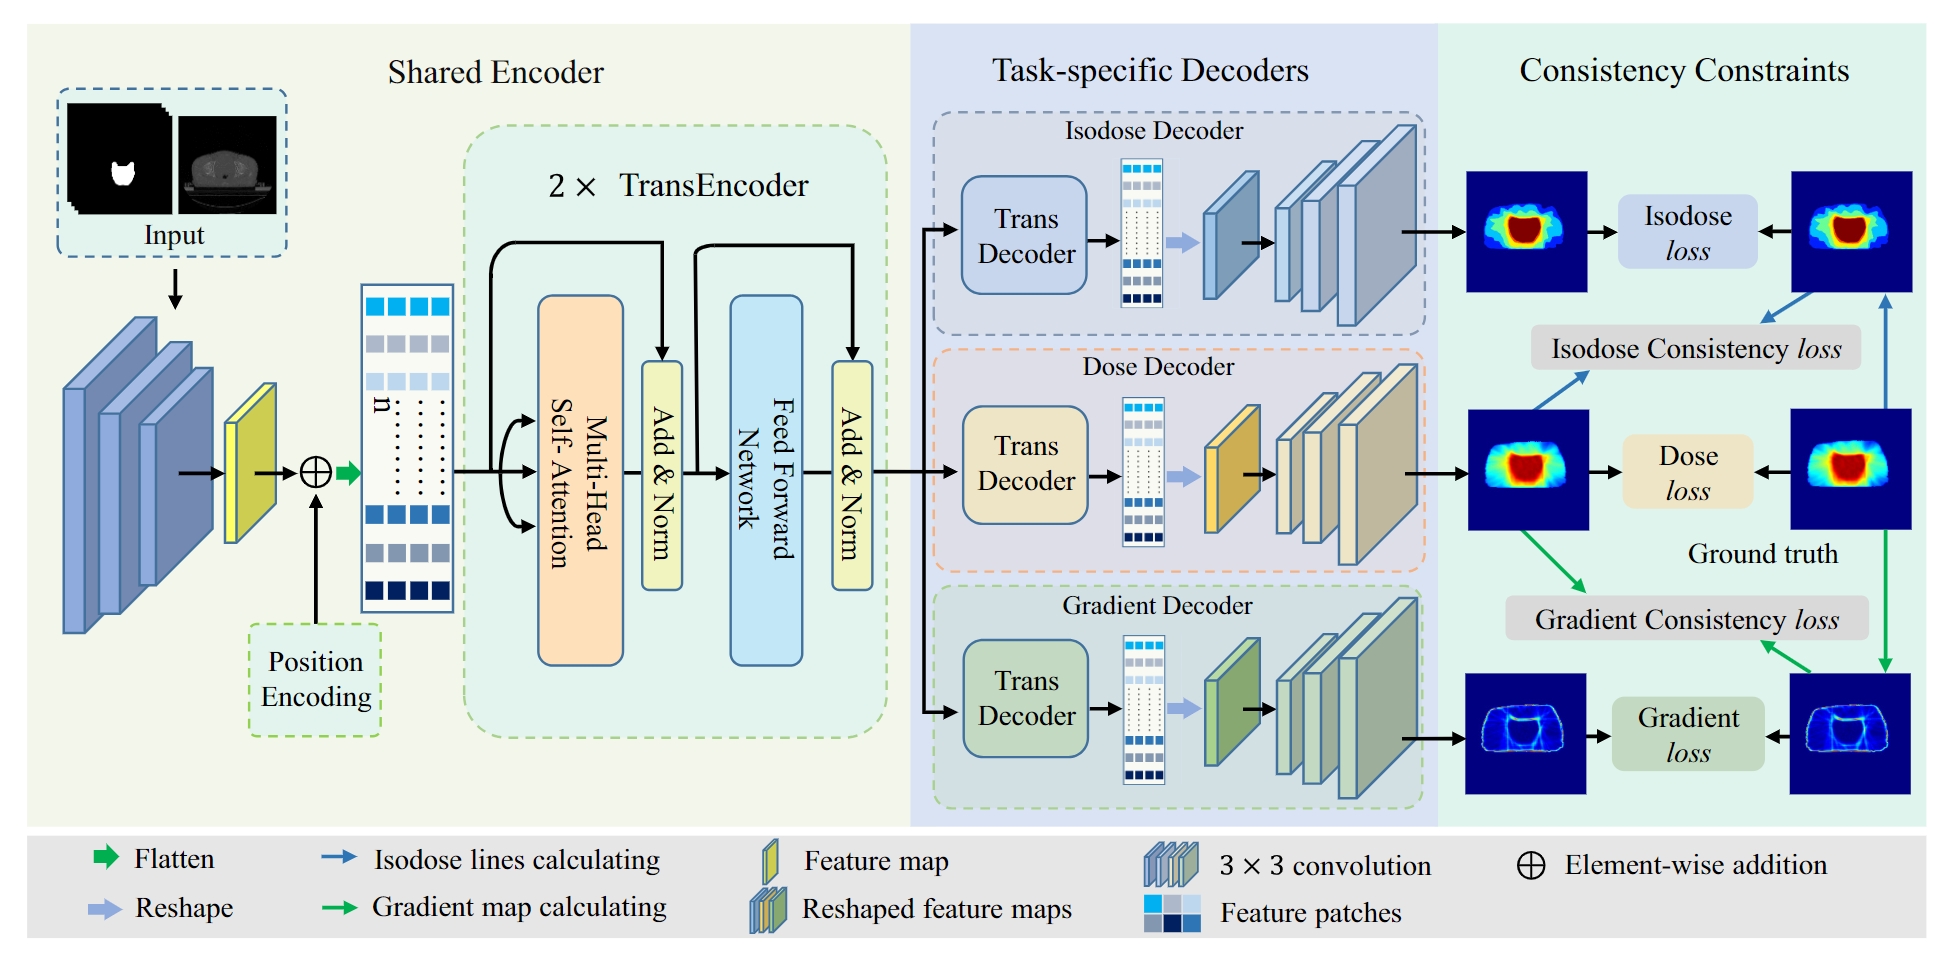 Shared Encoder
Task-specific Decoders
Consistency Constraints
Input
2 × TransEncoder
n
Position
Encoding
Multi-Head
Self- Attention
Add & Norm
Feed Forward
Network
Add & Norm
Isodose Decoder
Trans
Decoder
Dose Decoder
Trans
Decoder
Gradient Decoder
Trans
Decoder
Isodose
loss
Isodose Consistency loss
Dose
loss
Ground truth
Gradient Consistency loss
Gradient
loss
Flatten
Isodose lines calculating
Feature map
3 × 3 convolution
Element-wise addition
Reshape
Gradient map calculating
Reshaped feature maps
Feature patches